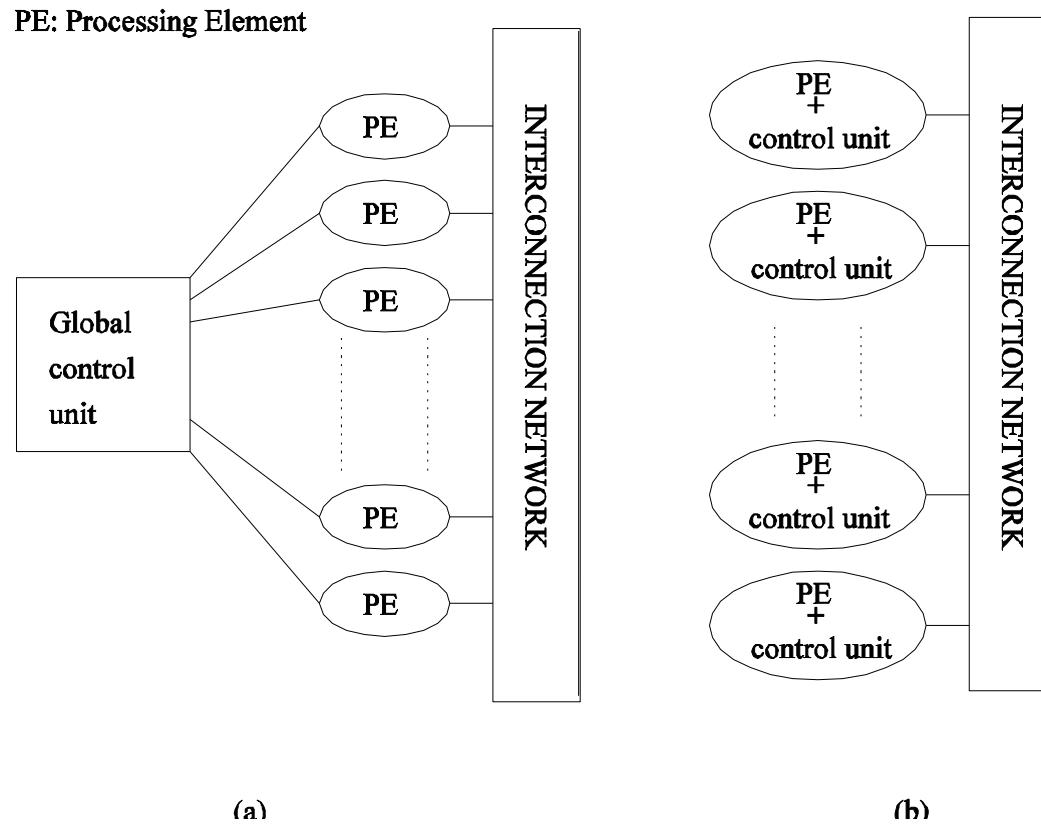 PE: Processing Element
PE
PE
PE
PE
PE
Global
control
unit
INTERCONNECTION NETWORK
(a)
PE
+
control unit
PE
+
control unit
PE
+
control unit
PE
+
control unit
INTERCONNECTION NETWORK
(b)